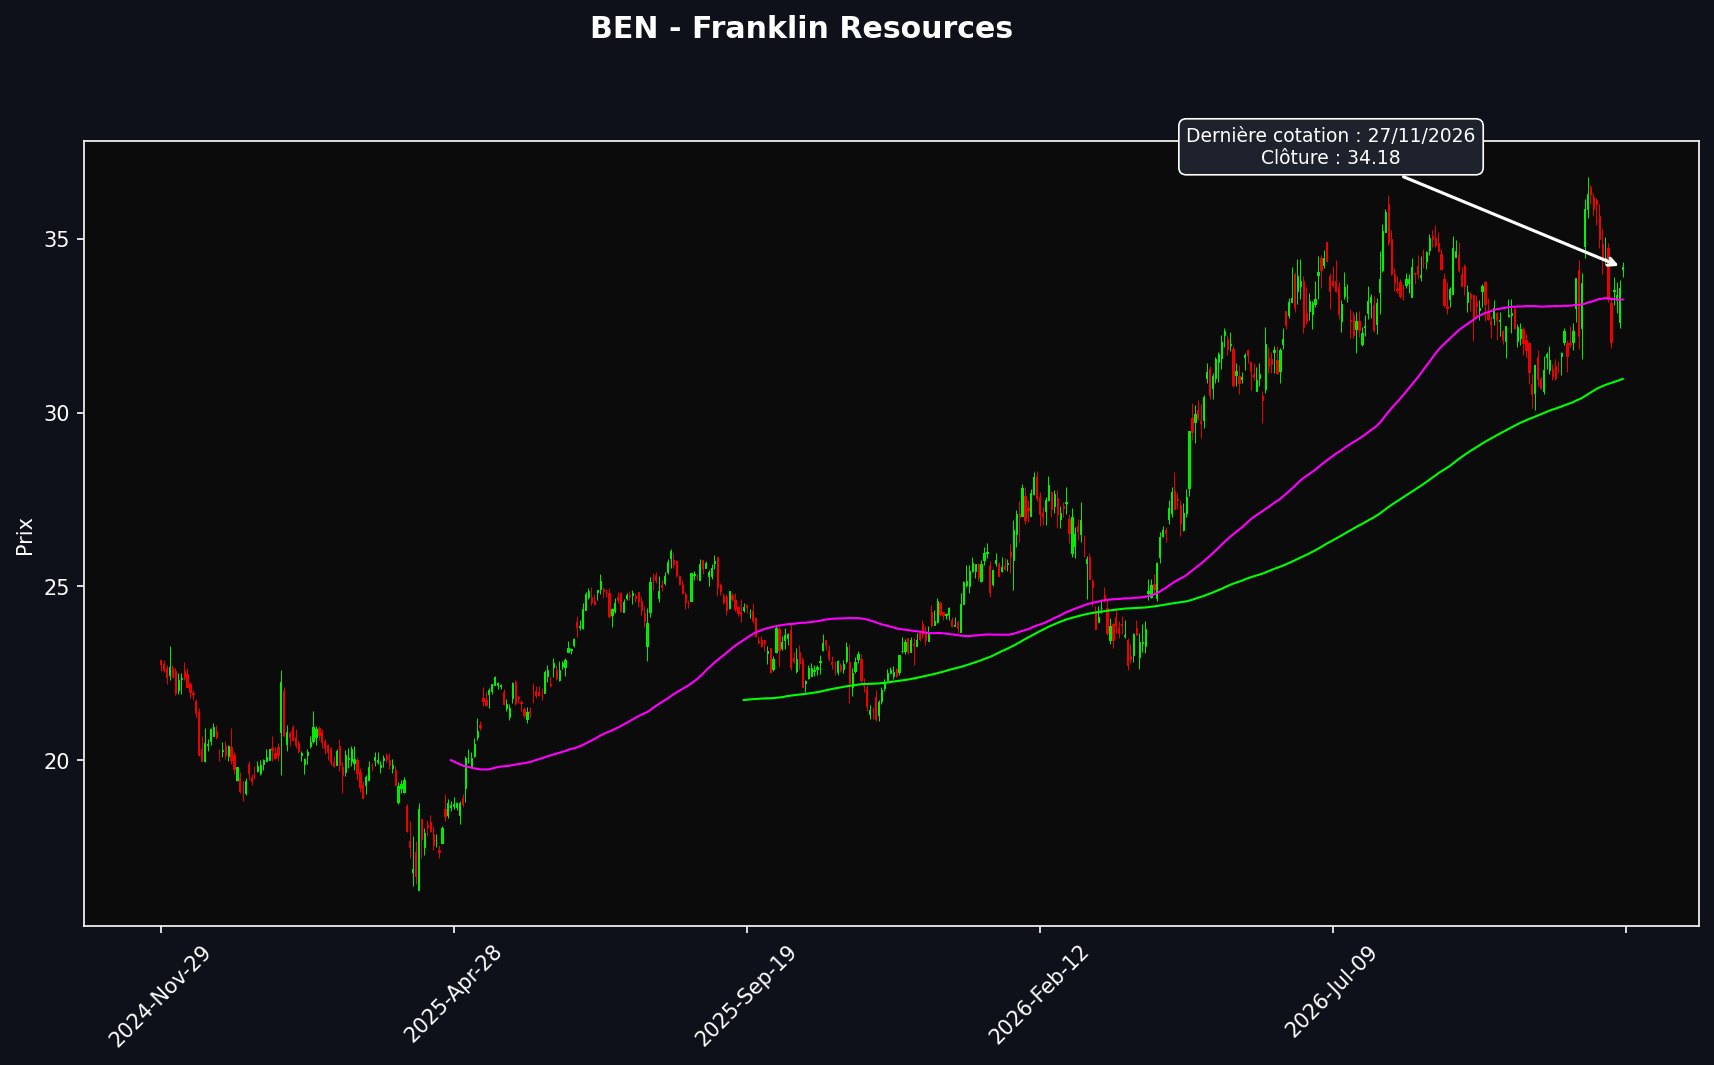 BEN - Franklin Resources
Dernière cotation : 27/11/2026
Clôture : 34.18
Prix
35
30
25
20
2024-Nov-29
2025-Apr-28
2025-Sep-19
2026-Feb-12
2026-Jul-09